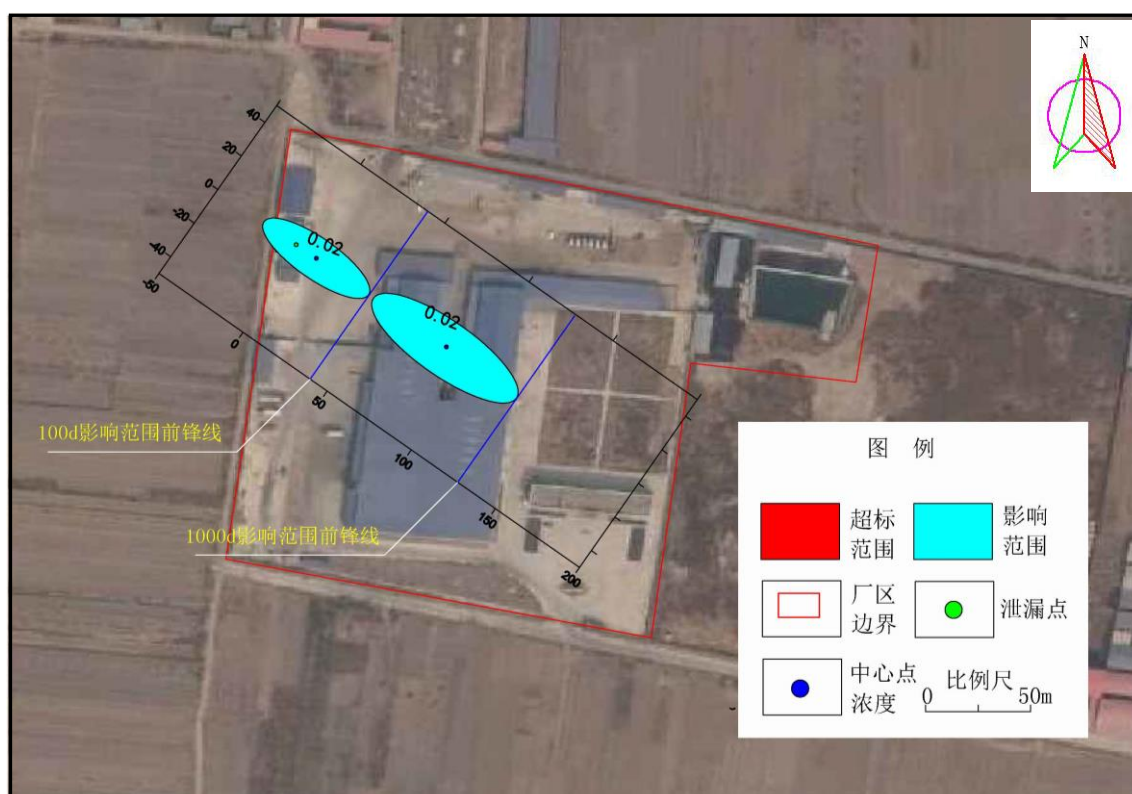 N
40
20
0
-20
-40
-50
0
50
100
150
200
0.02
0.02
100d影响范围前锋线
1000d影响范围前锋线
图 例
超标
范围
影响
范围
厂区
边界
泄漏点
中心点
浓度
比例尺
0 50m